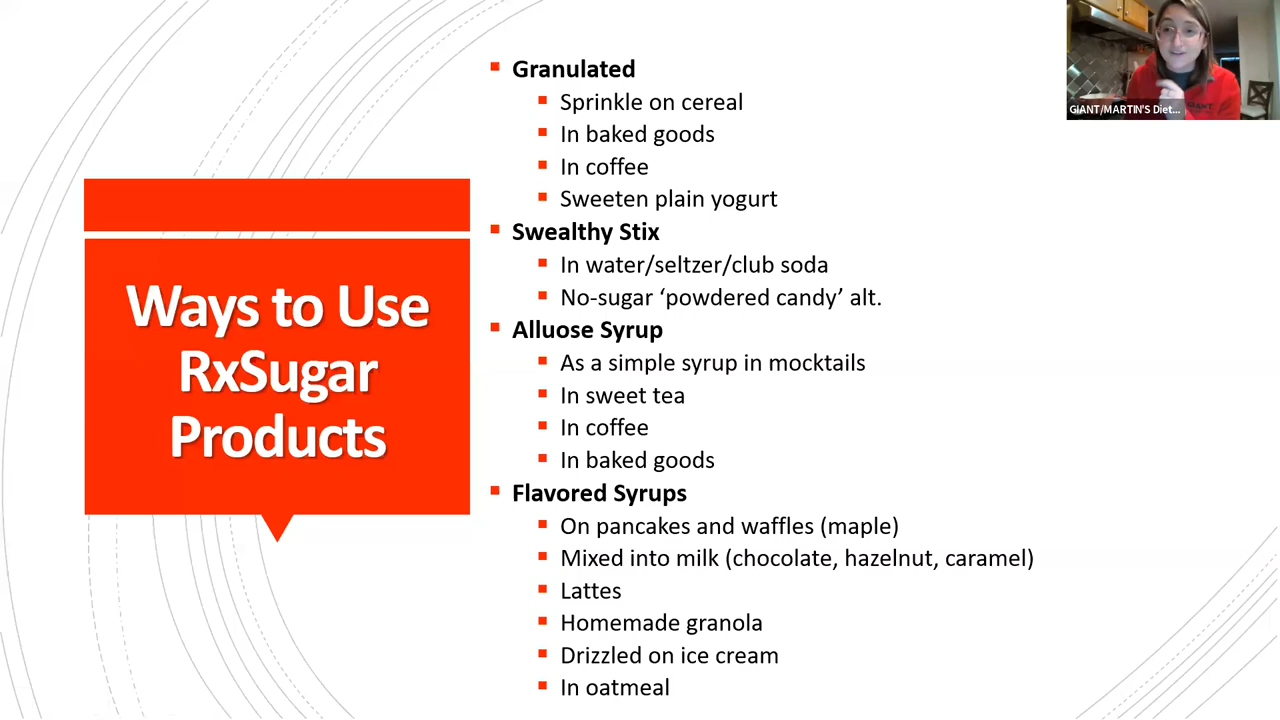 Ways to Use
RxSugar
Products
Granulated
Sprinkle on cereal
In baked goods
In coffee
Sweeten plain yogurt
Swealthy Stix
In water/seltzer/club soda
No-sugar ‘powdered candy’ alt.
Alluose Syrup
As a simple syrup in mocktails
In sweet tea
In coffee
In baked goods
Flavored Syrups
On pancakes and waffles (maple)
Mixed into milk (chocolate, hazelnut, caramel)
Lattes
Homemade granola
Drizzled on ice cream
In oatmeal
GIANT/MARTIN'S Diet...